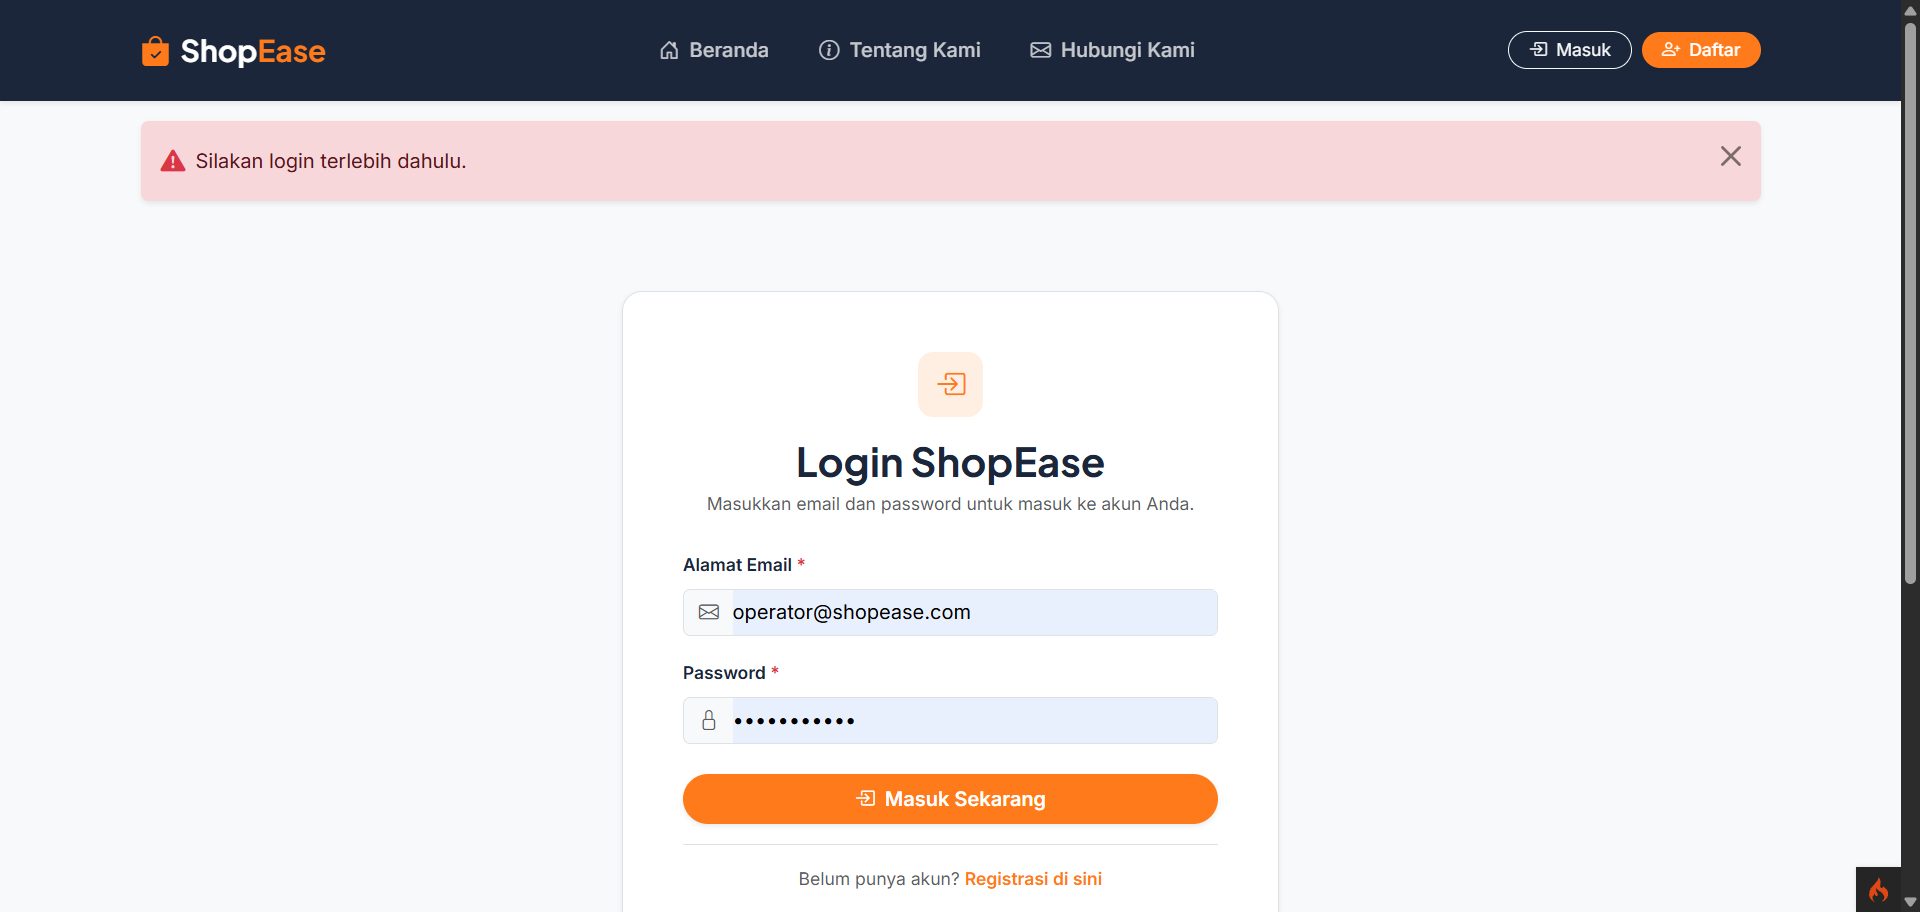 ShopEase
Beranda
Tentang Kami
Hubungi Kami
Masuk
Daftar
Silakan login terlebih dahulu.
Login ShopEase
Masukkan email dan password untuk masuk ke akun Anda.
Alamat Email *
operator@shopease.com
Password *
•••••••••••
Masuk Sekarang
Belum punya akun? Registrasi di sini